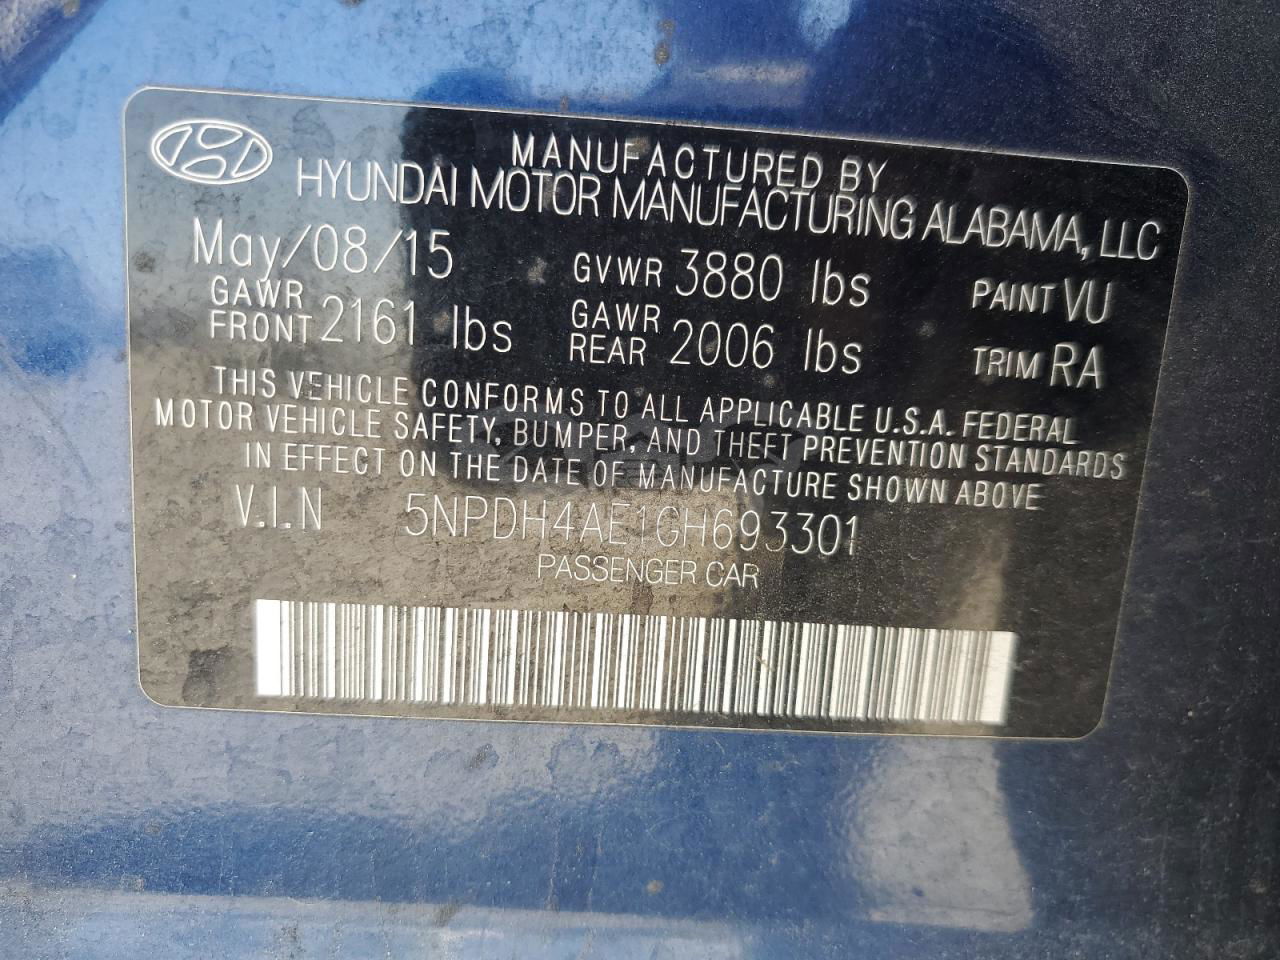 MANUFACTURED BY
HYUNDAI MOTOR MANUFACTURING ALABAMA, LLC
May/08/15 GVWR 3880 lbs PAINT VU
GAWR FRONT 2161 lbs GAWR REAR 2006 lbs TRIM RA
THIS VEHICLE CONFORMS TO ALL APPLICABLE U.S.A. FEDERAL
MOTOR VEHICLE SAFETY, BUMPER, AND THEFT PREVENTION STANDARDS
IN EFFECT ON THE DATE OF MANUFACTURE SHOWN ABOVE
V.I.N 5NPDH4AE1GH693301
PASSENGER CAR